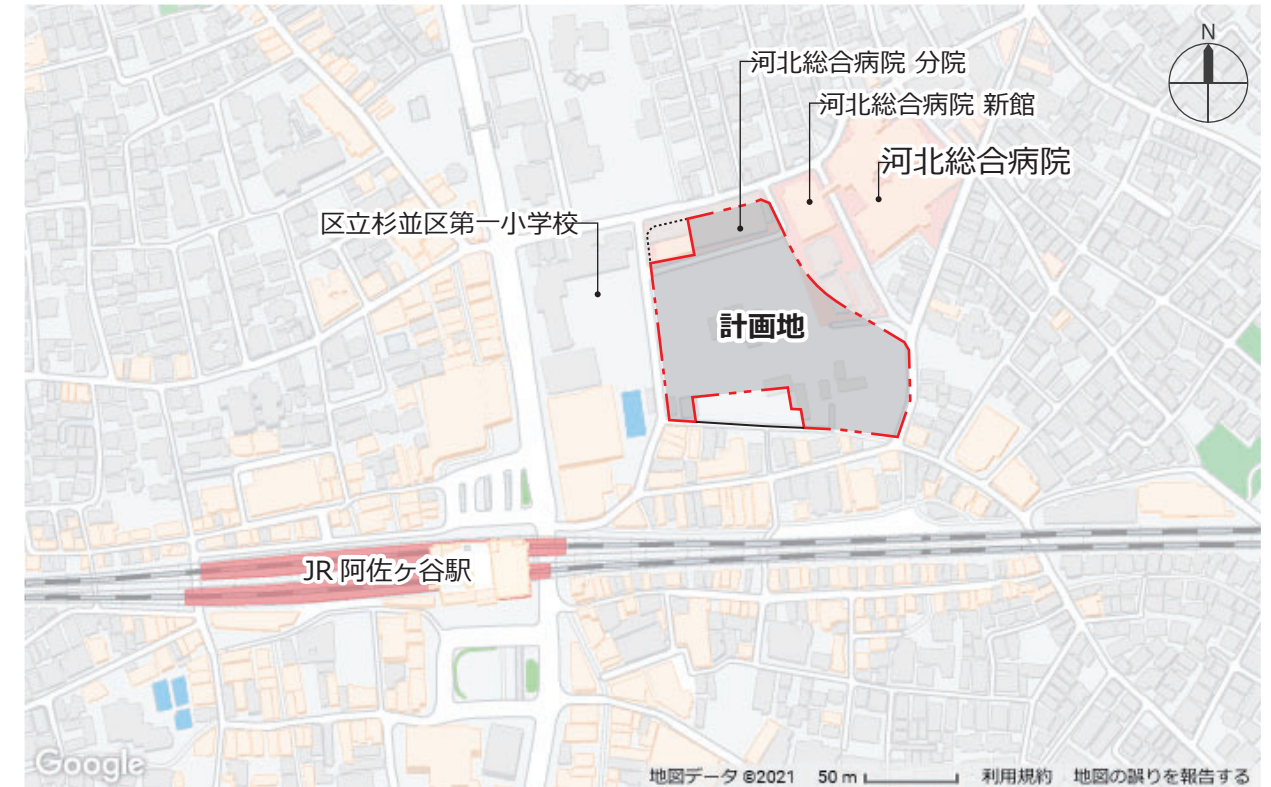 N
河北総合病院 分院
河北総合病院 新館
河北総合病院
区立杉並区第一小学校
計画地
JR 阿佐ヶ谷駅
Google
地図データ ©2021 50 m 利用規約 地図の誤りを報告する